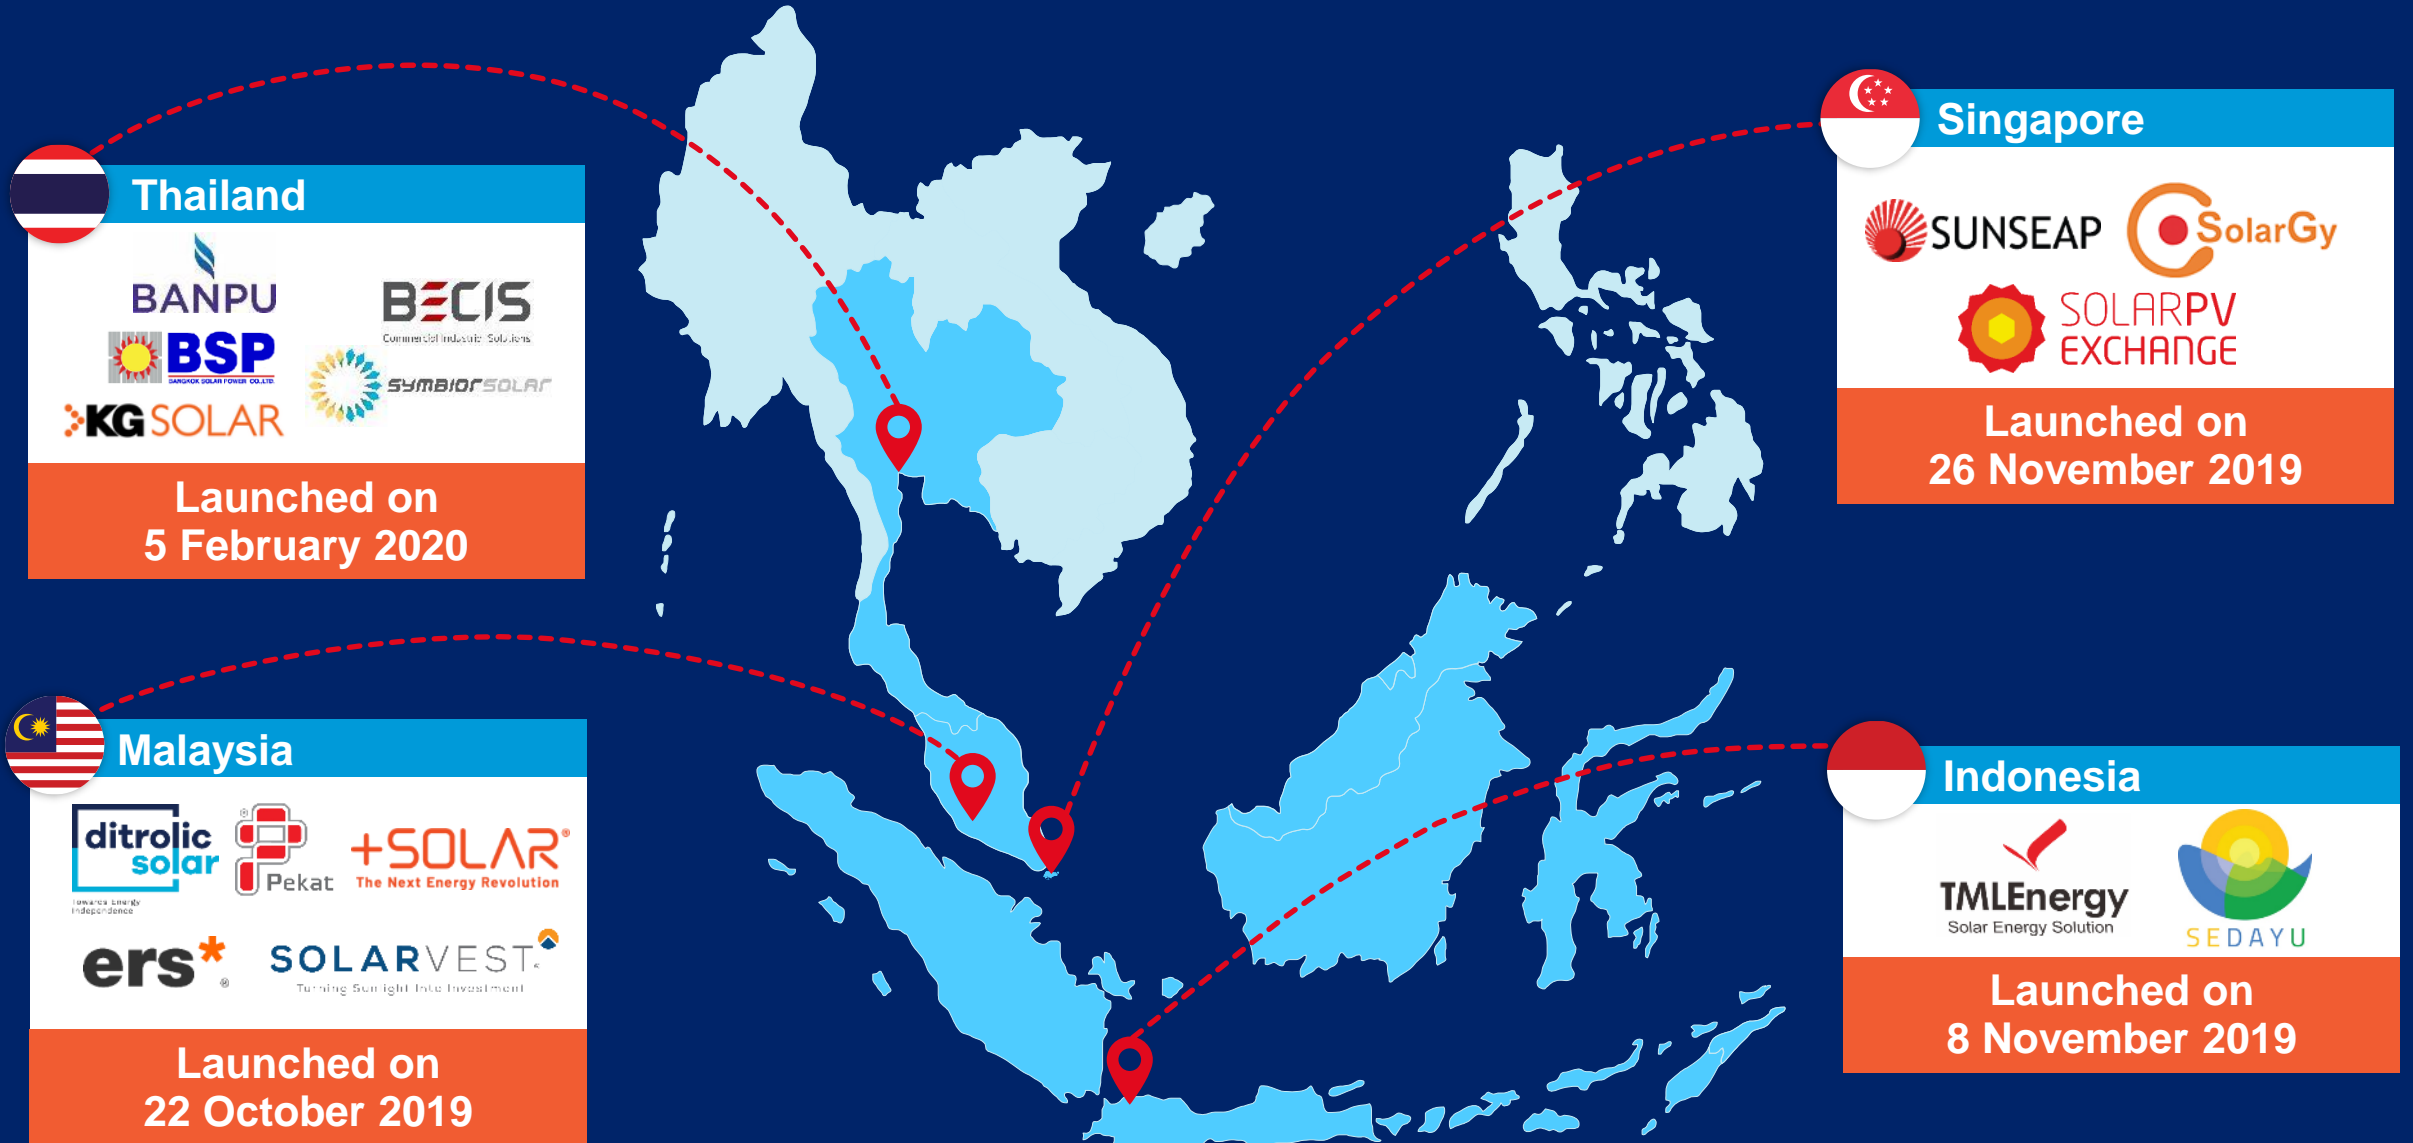 Thailand
BANPU
BECIS
Commercial Industrial Solutions
BSP
BANGKOK SOLAR POWER CO.,LTD.
SYMBIOR SOLAR
KG SOLAR
Launched on
5 February 2020
Singapore
SUNSEAP
SolarGy
SOLARPV
EXCHANGE
Launched on
26 November 2019
Malaysia
ditrolic
solar
Towards Energy
Independence
Pekat
+SOLAR®
The Next Energy Revolution
ers*
®
SOLARVEST
Turning Sunlight Into Investment
Launched on
22 October 2019
Indonesia
TMLEnergy
Solar Energy Solution
SEDAYU
Launched on
8 November 2019